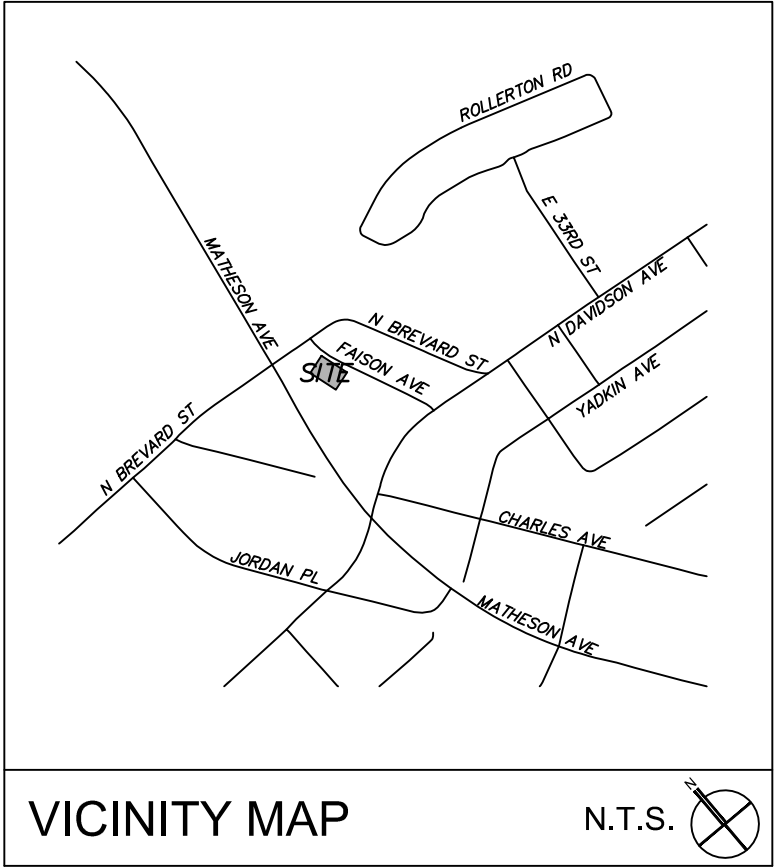 ROLLERTON RD
E 33RD ST
MATHESON AVE
N DAVIDSON AVE
N BREVARD ST
FAISON AVE
SITE
YADKIN AVE
N BREVARD ST
CHARLES AVE
JORDAN PL
MATHESON AVE
VICINITY MAP
N.T.S.
N